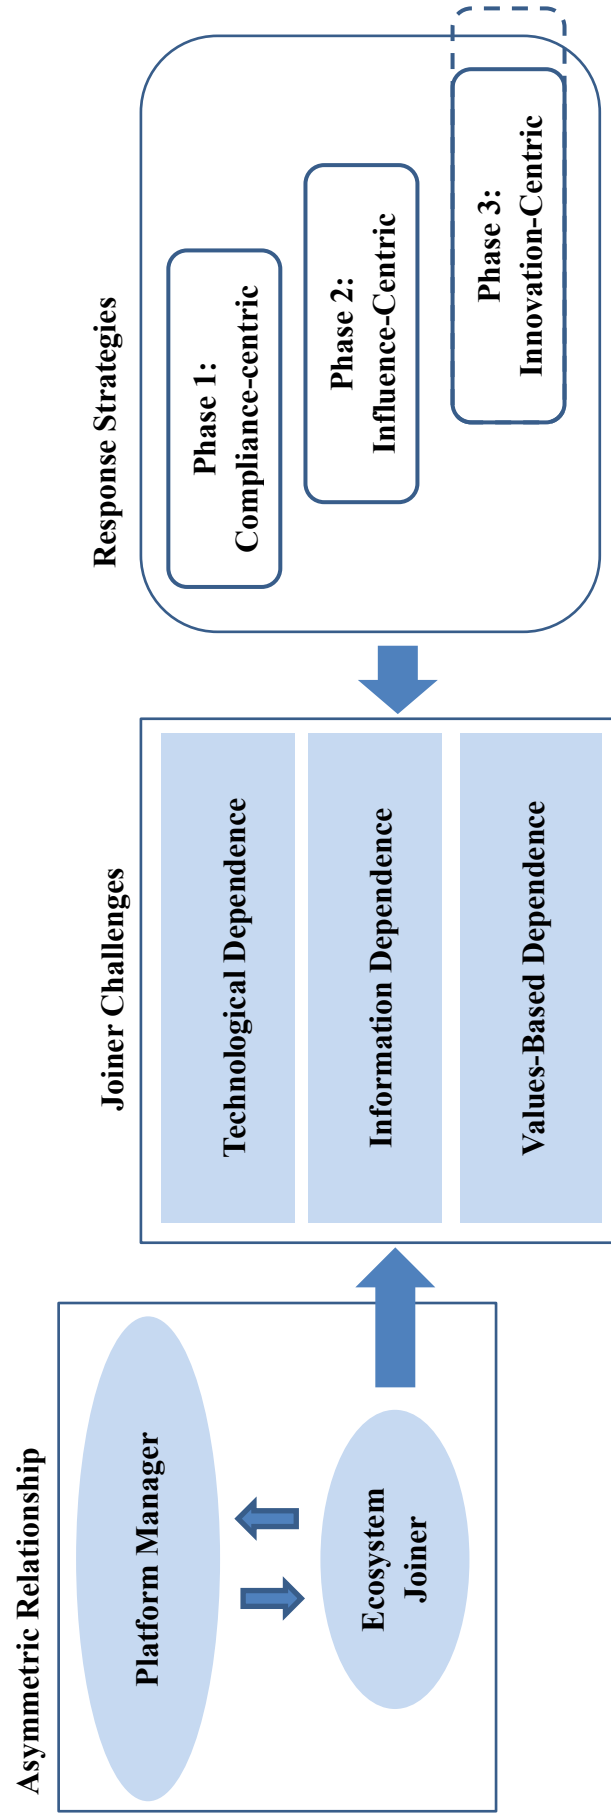 Asymmetric Relationship
Platform Manager
Ecosystem
Joiner
Joiner Challenges
Technological Dependence
Information Dependence
Values-Based Dependence
Response Strategies
Phase 1:
Compliance-centric
Phase 2:
Influence-Centric
Phase 3:
Innovation-Centric